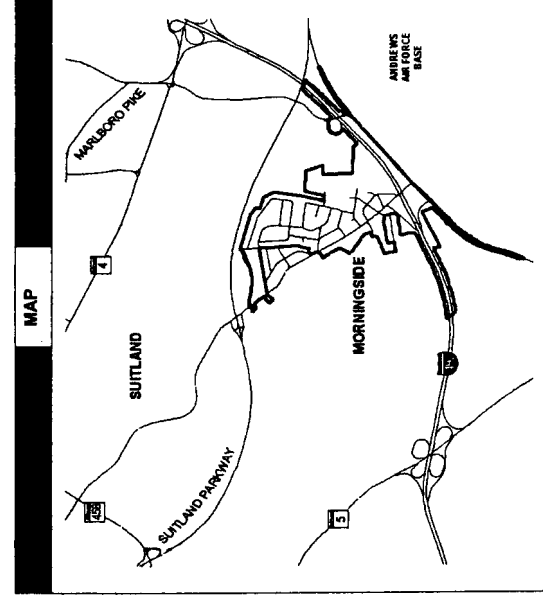 MAP
MARLBORO PIKE
4
SUITLAND
458
SUITLAND PARKWAY
5
MORNINGSIDE
ANDREWS
AIR FORCE
BASE